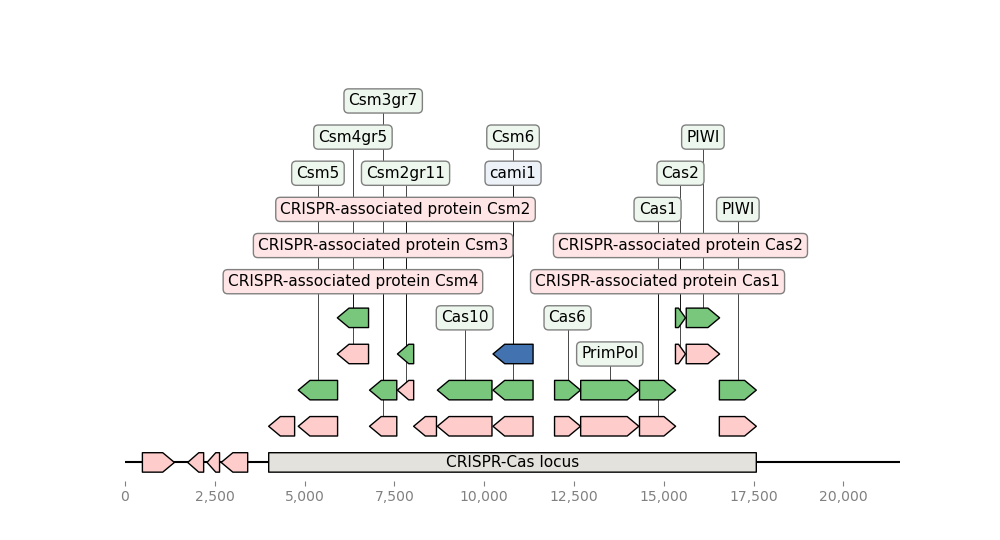 Csm3gr7
Csm4gr5 Csm6 PIWI
Csm5 Csm2gr11 cami1 Cas2
CRISPR-associated protein Csm2 Cas1 PIWI
CRISPR-associated protein Csm3 CRISPR-associated protein Cas2
CRISPR-associated protein Csm4 CRISPR-associated protein Cas1
Cas10 Cas6
PrimPol
CRISPR-Cas locus
0 2,500 5,000 7,500 10,000 12,500 15,000 17,500 20,000